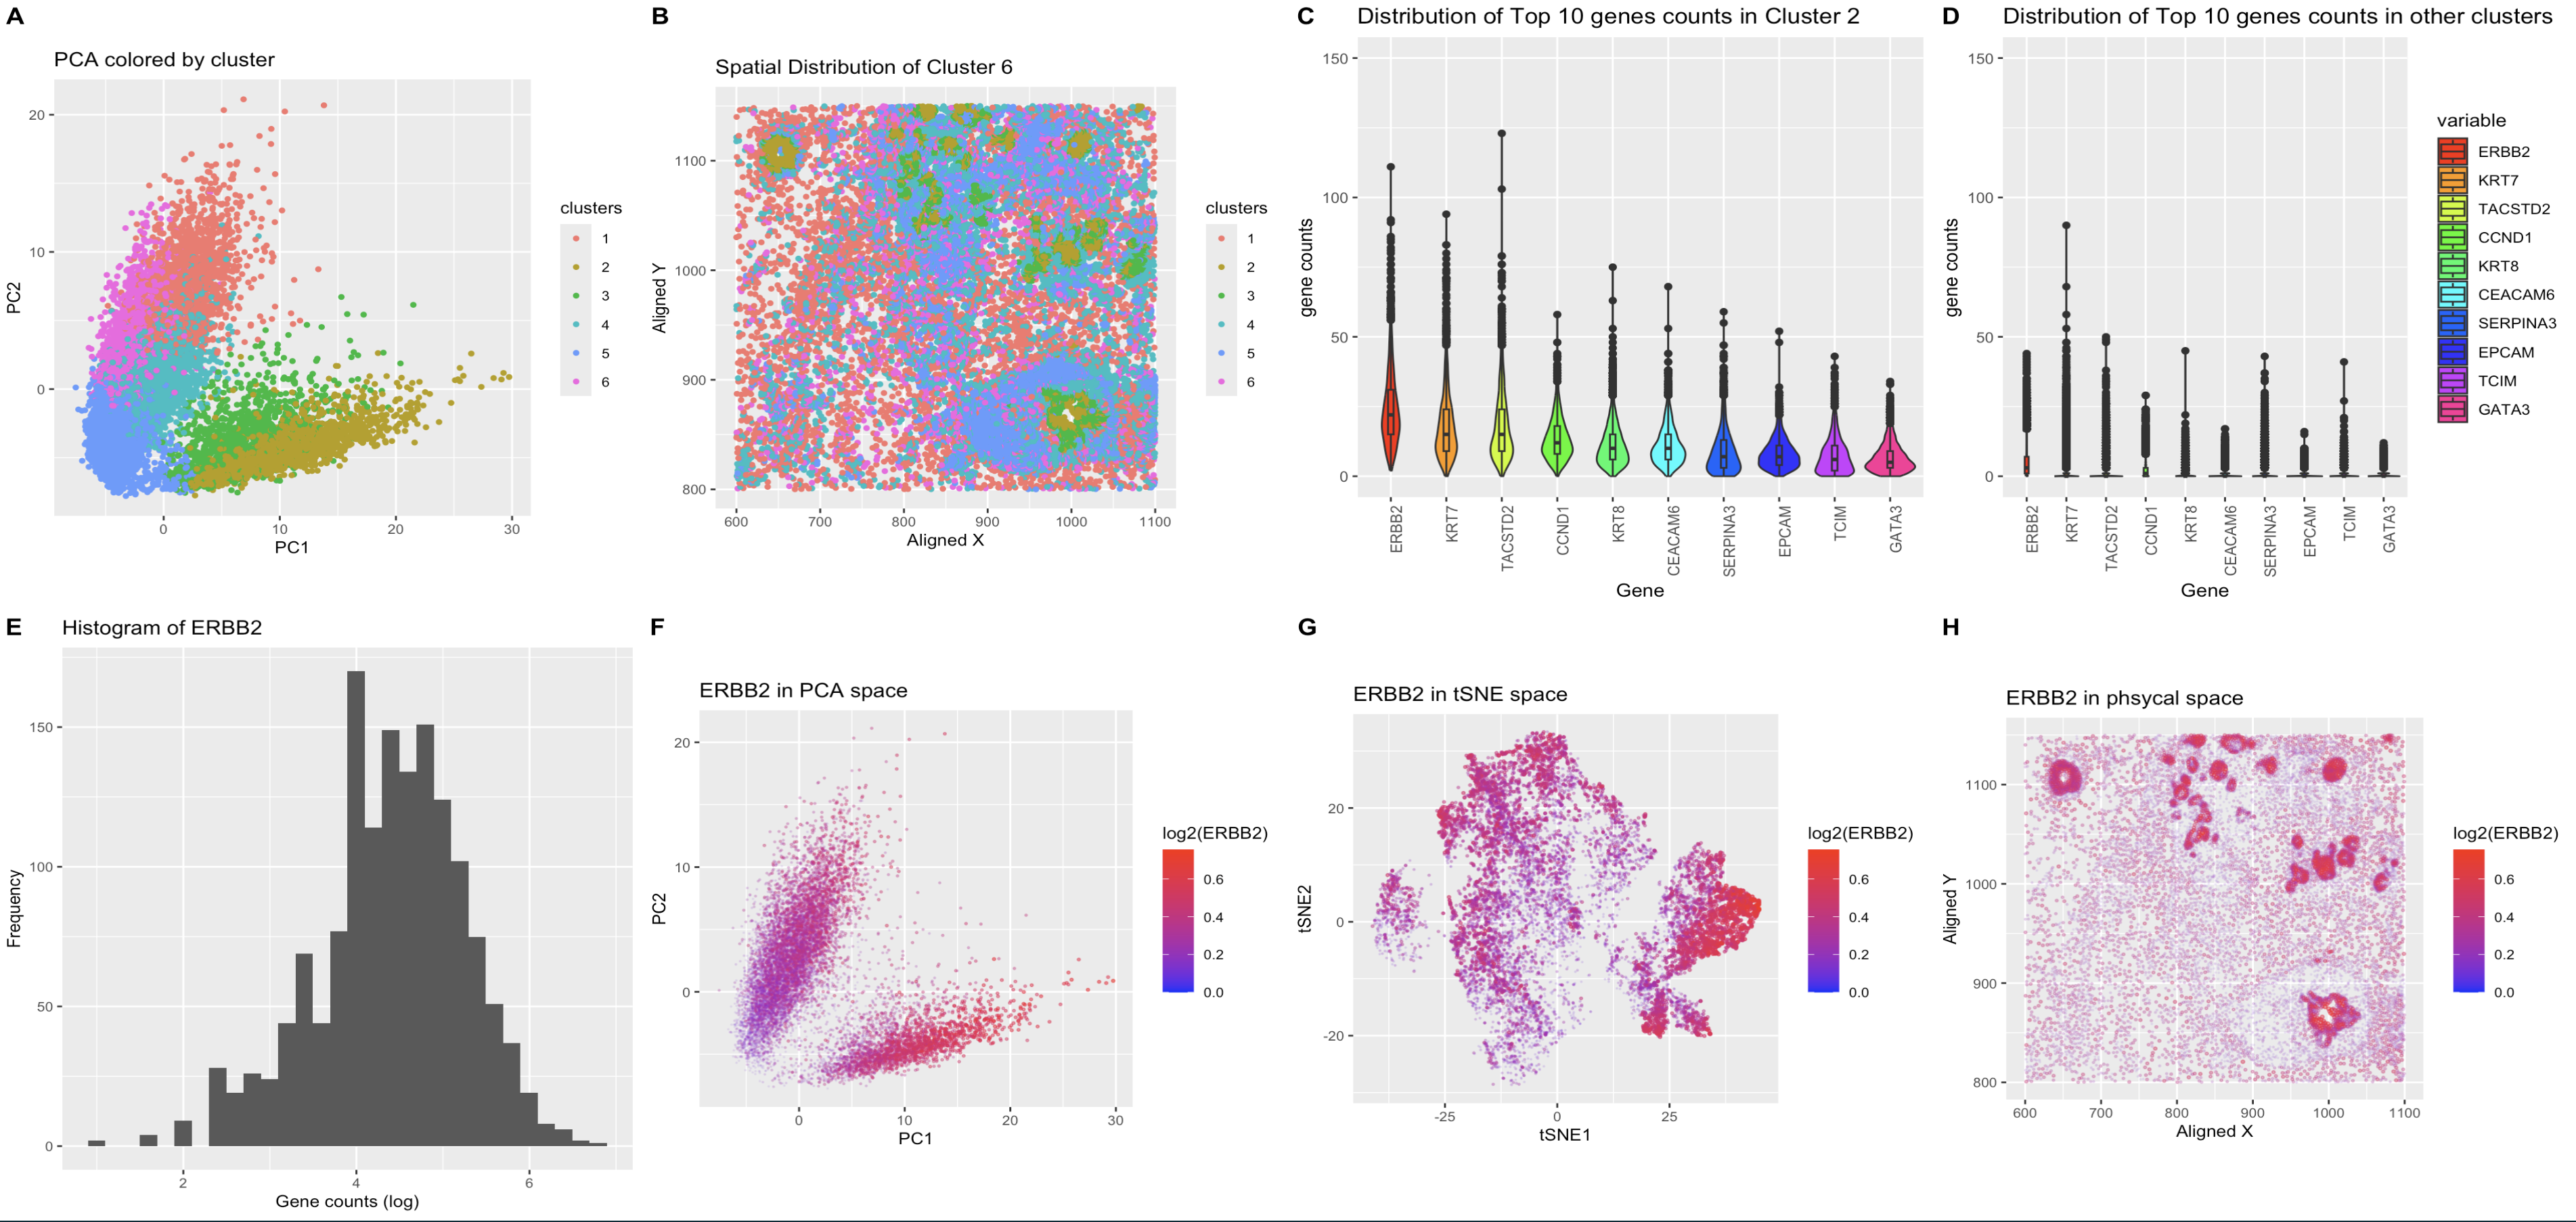 A
PCA colored by cluster
PC2
20
10
0
0
10
20
30
PC1
clusters
1
2
3
4
5
6
B
Spatial Distribution of Cluster 6
Aligned Y
1100
1000
900
800
600
700
800
900
1000
1100
Aligned X
clusters
1
2
3
4
5
6
C
Distribution of Top 10 genes counts in Cluster 2
gene counts
150
100
50
0
ERBB2
KRT7
TACSTD2
CCND1
KRT8
CEACAM6
SERPINA3
EPCAM
TCIM
GATA3
Gene
D
Distribution of Top 10 genes counts in other clusters
gene counts
150
100
50
0
ERBB2
KRT7
TACSTD2
CCND1
KRT8
CEACAM6
SERPINA3
EPCAM
TCIM
GATA3
Gene
variable
ERBB2
KRT7
TACSTD2
CCND1
KRT8
CEACAM6
SERPINA3
EPCAM
TCIM
GATA3
E
Histogram of ERBB2
Frequency
150
100
50
0
2
4
6
Gene counts (log)
F
ERBB2 in PCA space
PC2
20
10
0
0
10
20
30
PC1
log2(ERBB2)
0.6
0.4
0.2
0.0
G
ERBB2 in tSNE space
tSNE2
20
0
-20
-25
0
25
tSNE1
log2(ERBB2)
0.6
0.4
0.2
0.0
H
ERBB2 in phsycal space
Aligned Y
1100
1000
900
800
600
700
800
900
1000
1100
Aligned X
log2(ERBB2)
0.6
0.4
0.2
0.0